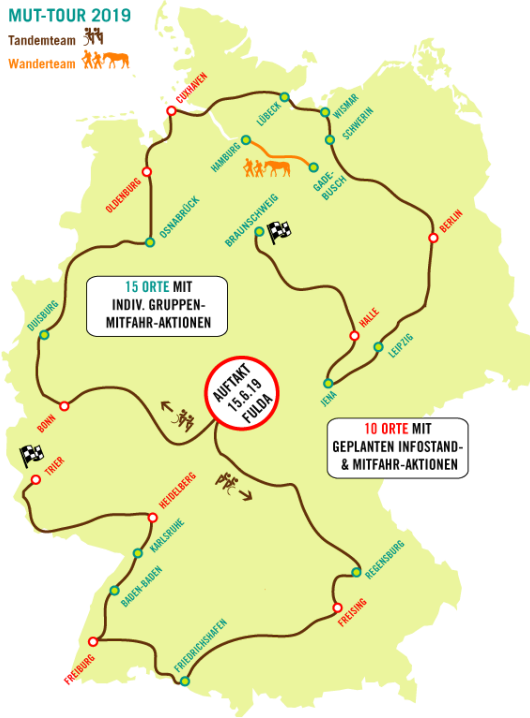 MUT-TOUR 2019
Tandemteam
Wanderteam
CUXHAVEN
LÜBECK
WISMAR
SCHWERIN
HAMBURG
GADE-
BUSCH
OLDENBURG
OSNABRÜCK
BRAUNSCHWEIG
BERLIN
15 ORTE MIT
INDIV. GRUPPEN-
MITFAHR-AKTIONEN
DUISBURG
HALLE
LEIPZIG
JENA
AUFTAKT
15.6.19
FULDA
BONN
10 ORTE MIT
GEPLANTEN INFOSTAND-
& MITFAHR-AKTIONEN
TRIER
HEIDELBERG
KARLSRUHE
BADEN-BADEN
REGENSBURG
FREISING
FREIBURG
FRIEDRICHSHAFEN